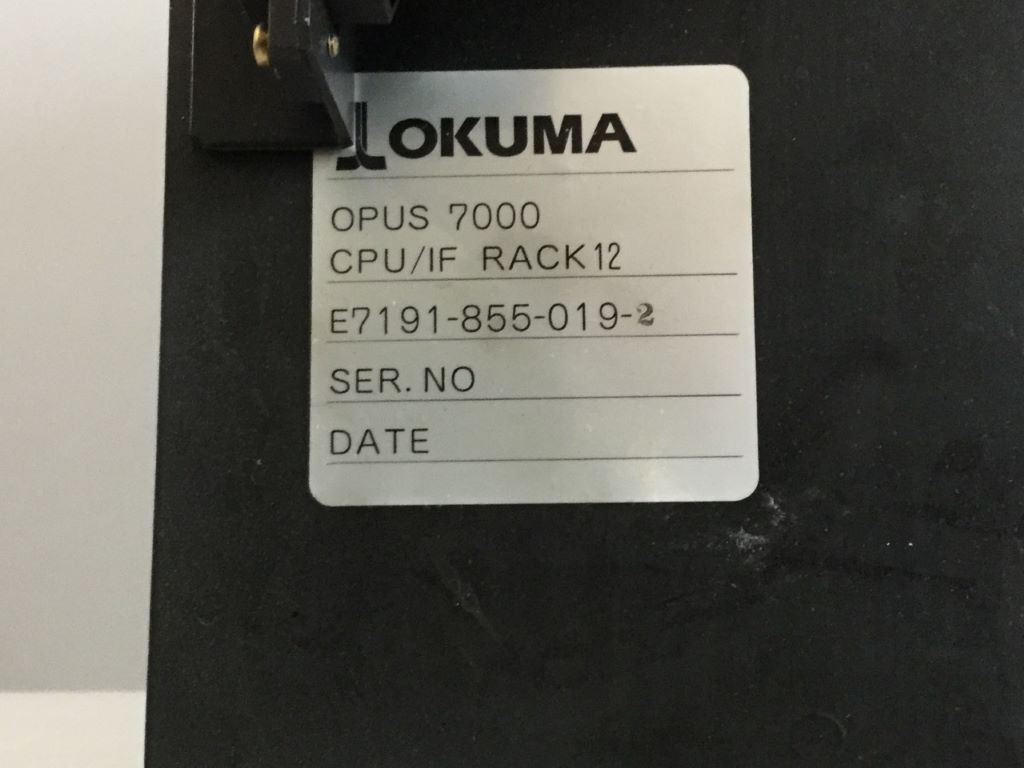 OKUMA
OPUS 7000
CPU/IF RACK12
E7191-855-019-2
SER. NO
DATE